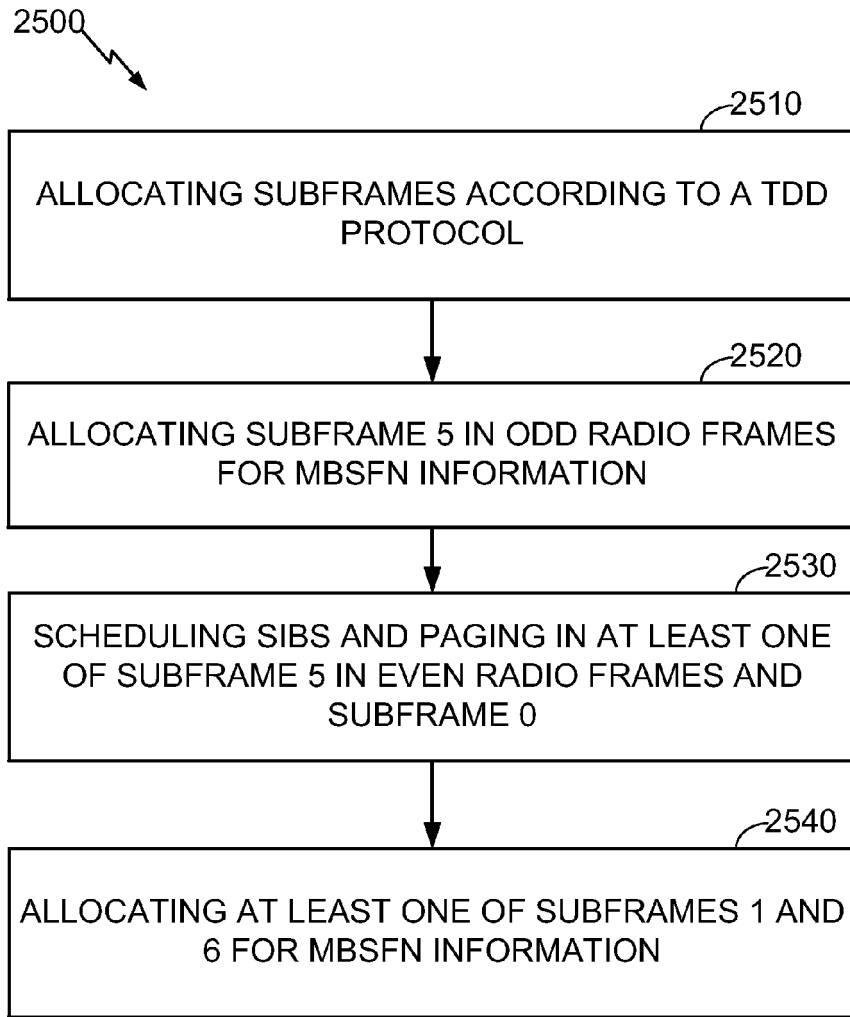 2500
2510
ALLOCATING SUBFRAMES ACCORDING TO A TDD
PROTOCOL
2520
ALLOCATING SUBFRAME 5 IN ODD RADIO FRAMES
FOR MBSFN INFORMATION
2530
SCHEDULING SIBS AND PAGING IN AT LEAST ONE
OF SUBFRAME 5 IN EVEN RADIO FRAMES AND
SUBFRAME 0
2540
ALLOCATING AT LEAST ONE OF SUBFRAMES 1 AND
6 FOR MBSFN INFORMATION